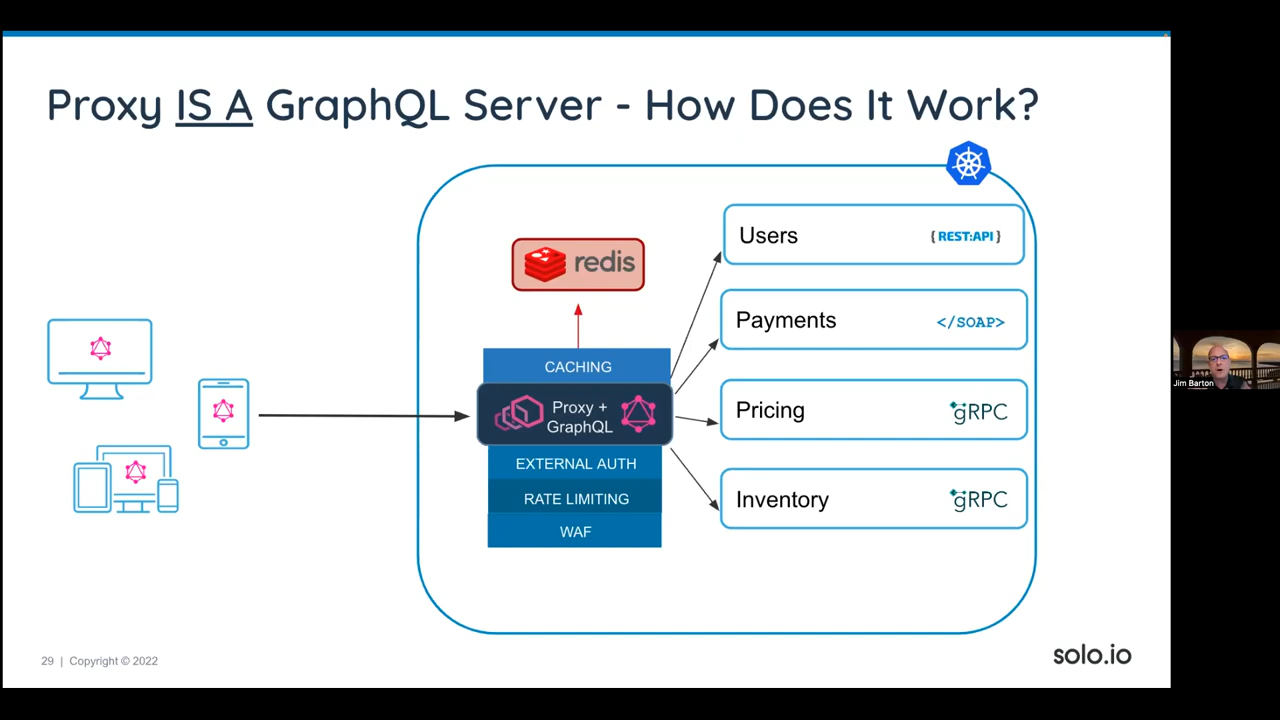 Proxy IS A GraphQL Server - How Does It Work?
redis
CACHING
Proxy +
GraphQL
EXTERNAL AUTH
RATE LIMITING
WAF
Users
{ REST:API }
Payments
</SOAP>
Pricing
gRPC
Inventory
gRPC
Jim Barton
29 | Copyright © 2022
solo.io